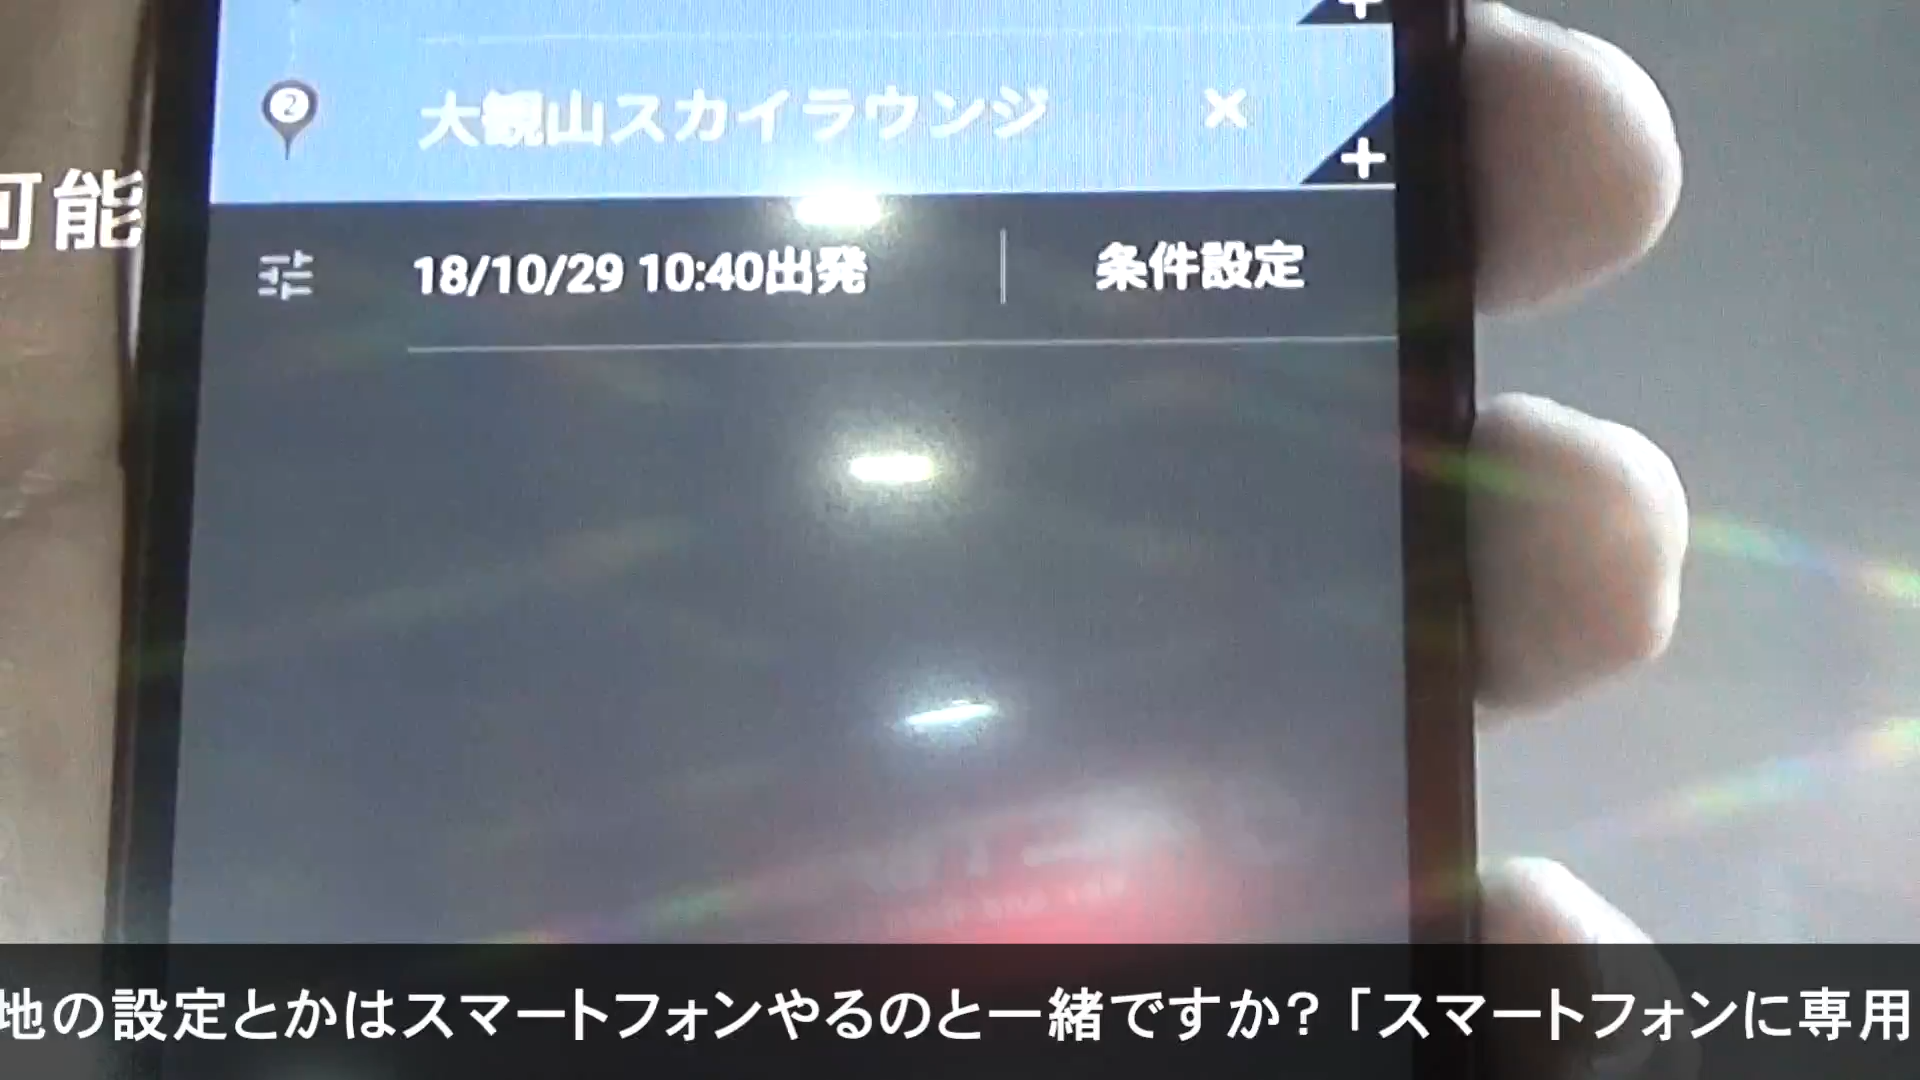 ② 大観山スカイラウンジ ×
+
可能
18/10/29 10:40出発 | 条件設定
地の設定とかはスマートフォンやるのと一緒ですか？「スマートフォンに専用